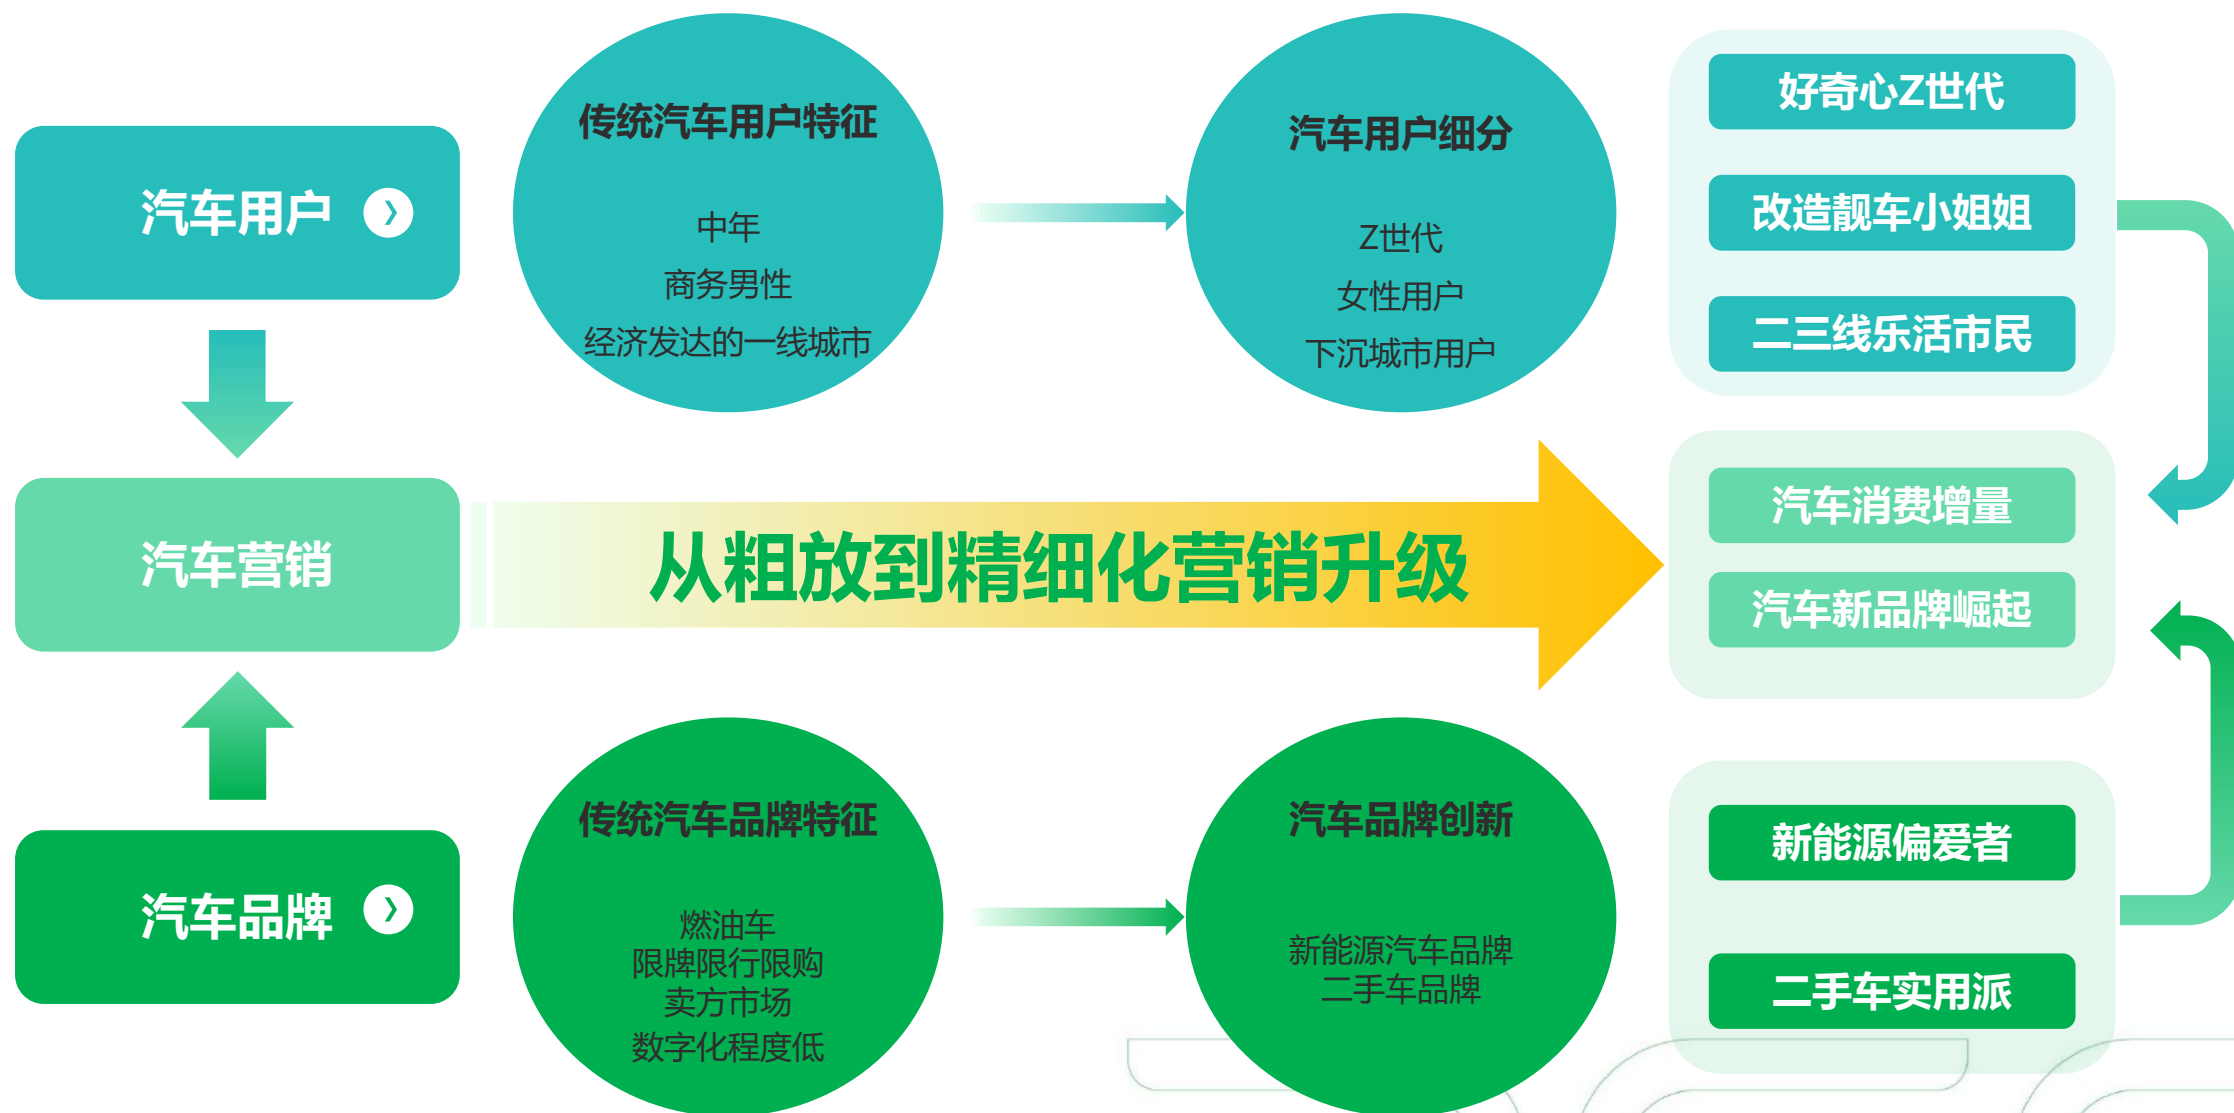 汽车用户
传统汽车用户特征
中年
商务男性
经济发达的一线城市
汽车用户细分
Z世代
女性用户
下沉城市用户
好奇心Z世代
改造靓车小姐姐
二三线乐活市民
汽车营销
从粗放到精细化营销升级
汽车消费增量
汽车新品牌崛起
汽车品牌
传统汽车品牌特征
燃油车
限牌限行限购
卖方市场
数字化程度低
汽车品牌创新
新能源汽车品牌
二手车品牌
新能源偏爱者
二手车实用派